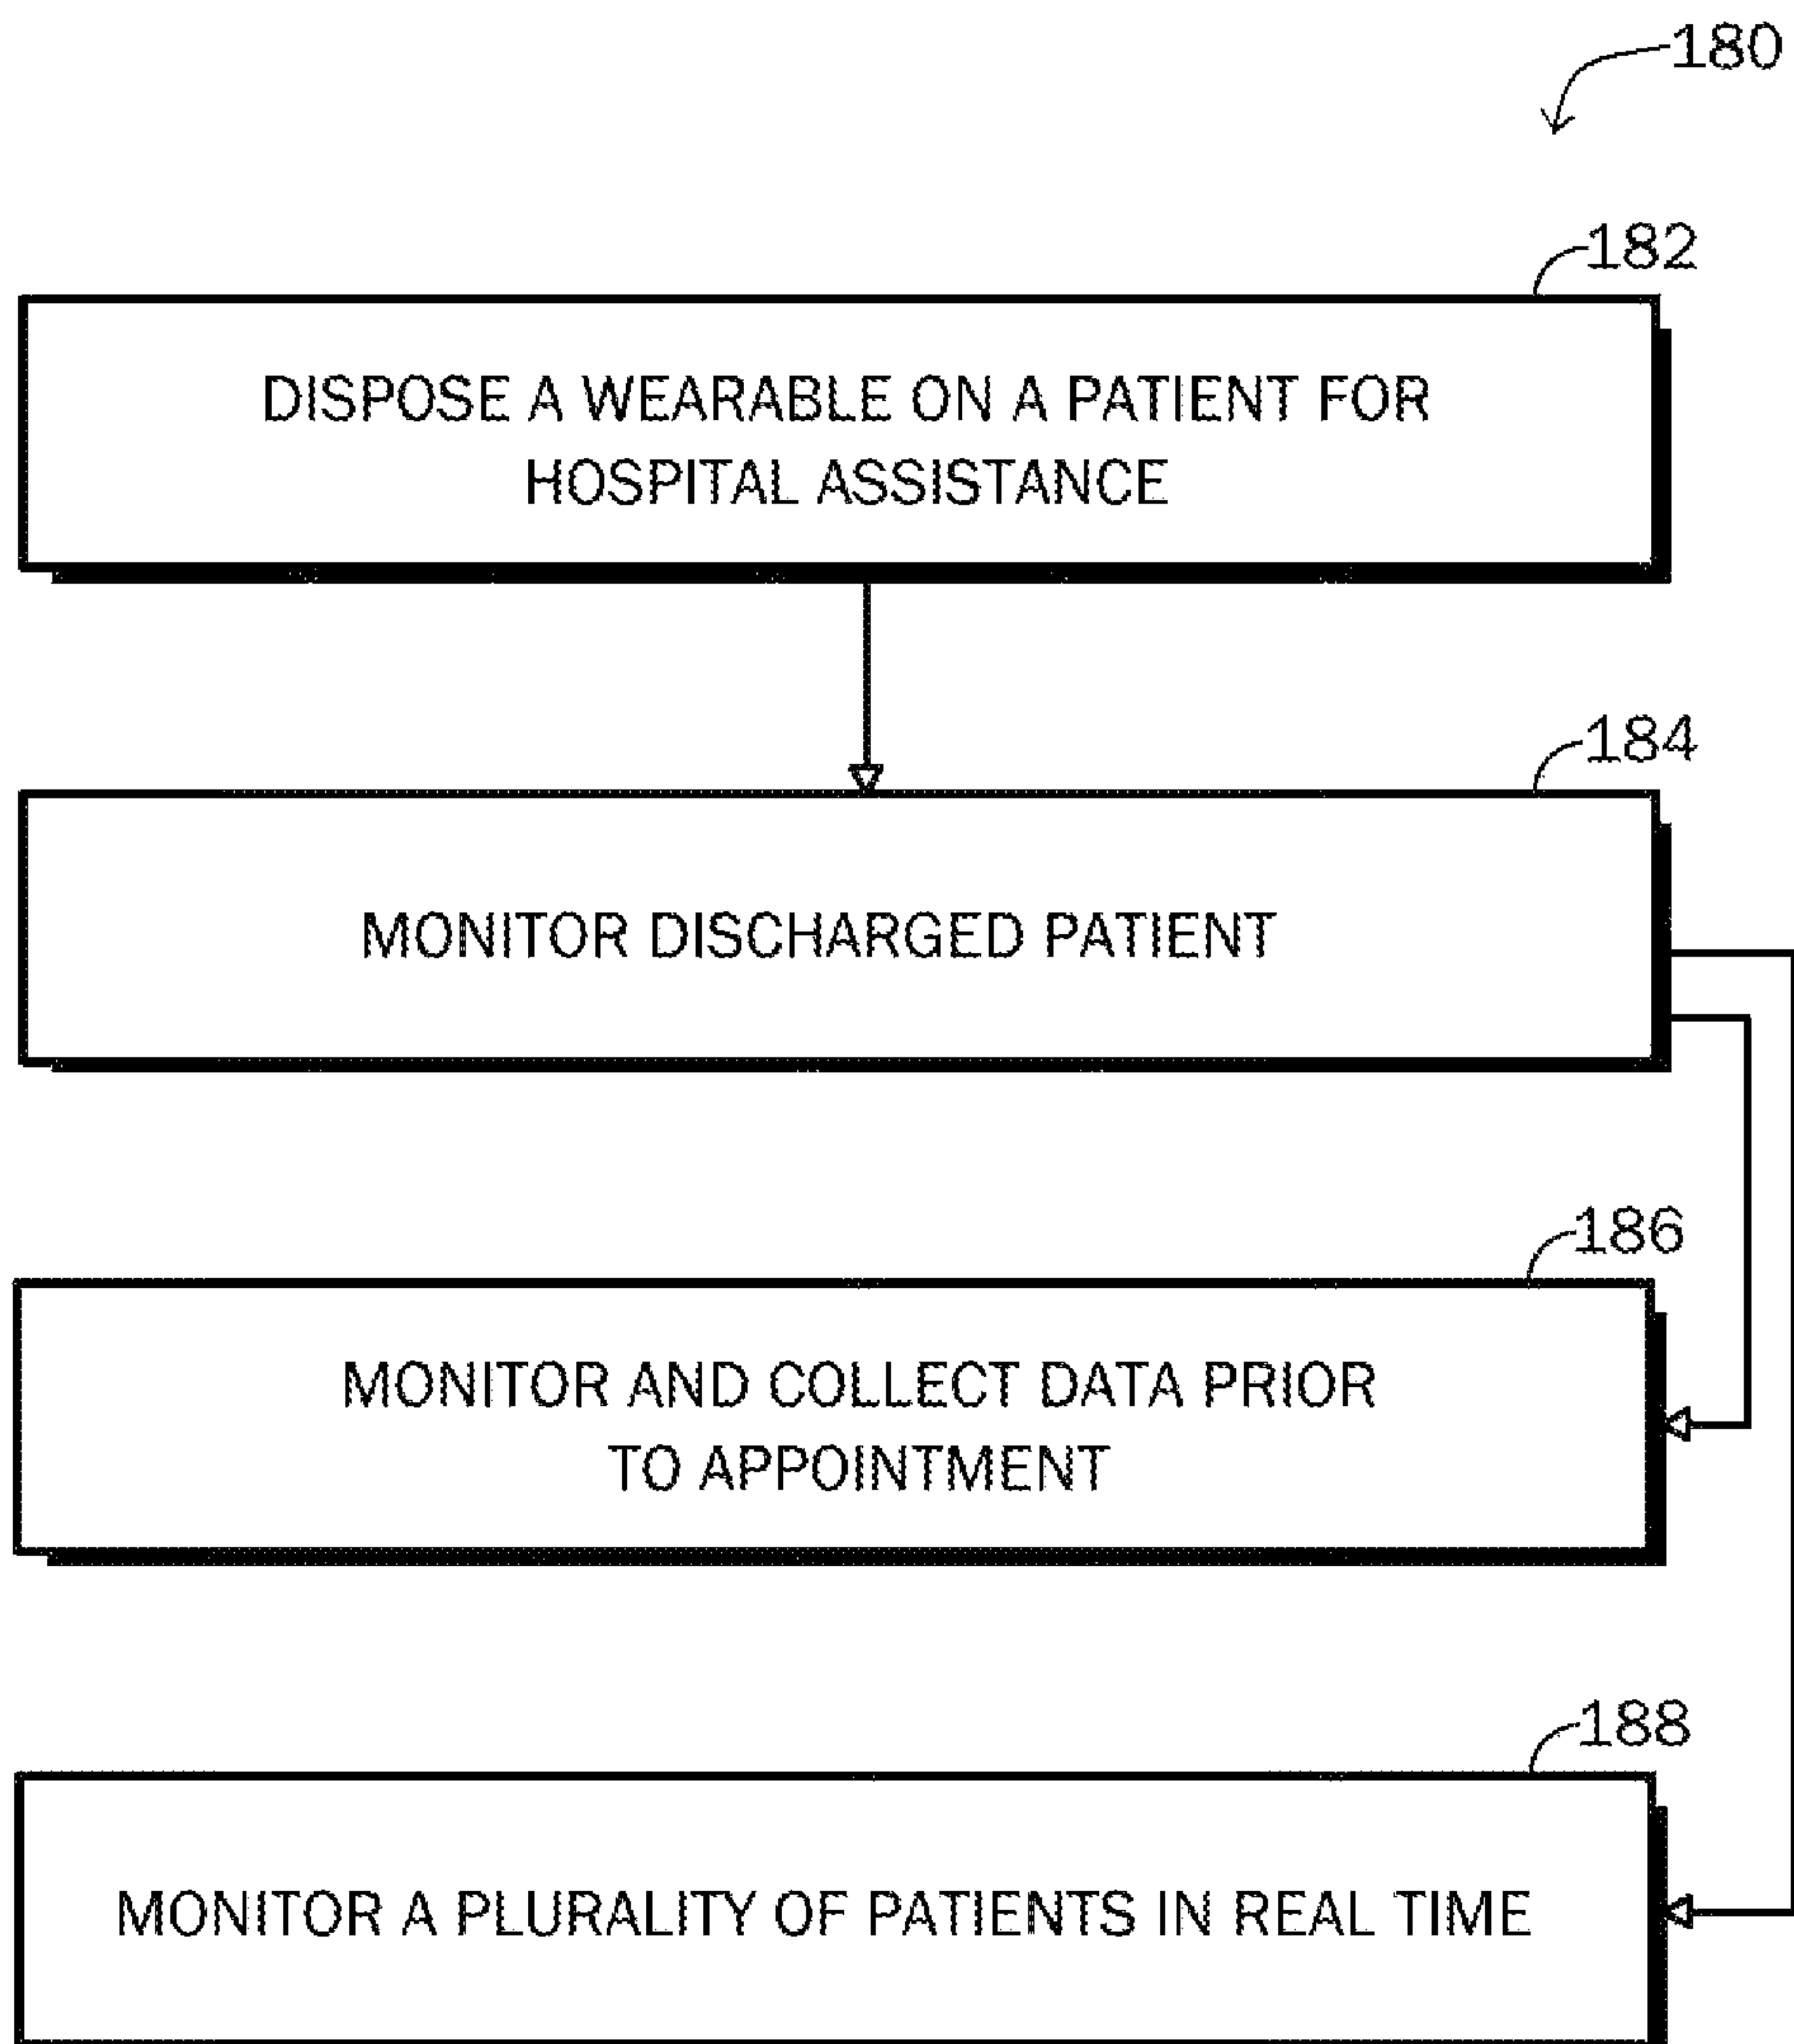 180
182
DISPOSE A WEARABLE ON A PATIENT FOR
HOSPITAL ASSISTANCE
184
MONITOR DISCHARGED PATIENT
186
MONITOR AND COLLECT DATA PRIOR
TO APPOINTMENT
188
MONITOR A PLURALITY OF PATIENTS IN REAL TIME